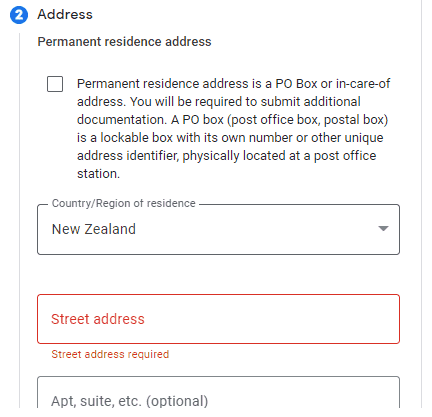 2 Address
Permanent residence address
Permanent residence address is a PO Box or in-care-of
address. You will be required to submit additional
documentation. A PO box (post office box, postal box)
is a lockable box with its own number or other unique
address identifier, physically located at a post office
station.
Country/Region of residence
New Zealand
Street address
Street address required
Apt, suite, etc. (optional)